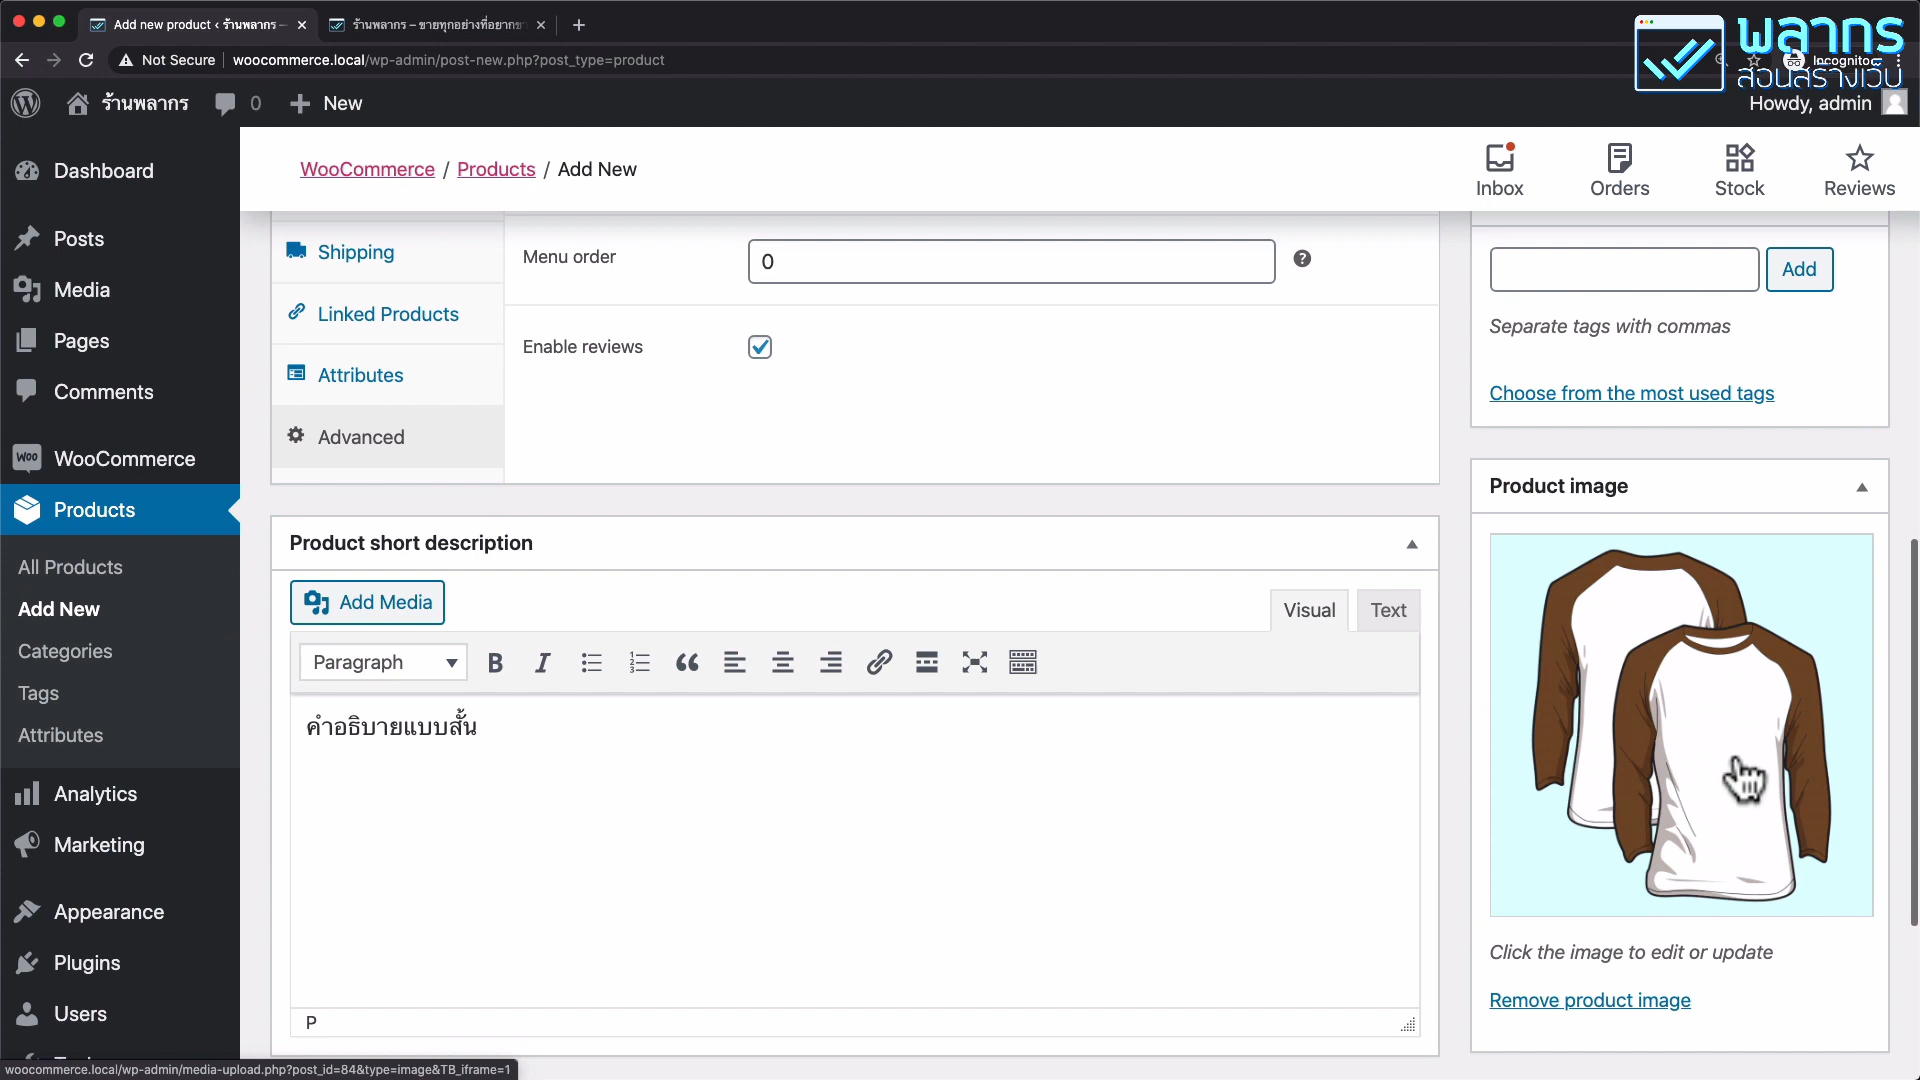 Add new product ‹ ร้านพลากร –
ร้านพลากร – ขายทุกอย่างที่อยากขา
พลากร
สอนสร้างเว็บ
Not Secure
woocommerce.local/wp-admin/post-new.php?post_type=product
Incognito
ร้านพลากร
0
New
Howdy, admin
WooCommerce / Products / Add New
Inbox
Orders
Stock
Reviews
Dashboard
Posts
Media
Pages
Comments
WooCommerce
Products
All Products
Add New
Categories
Tags
Attributes
Analytics
Marketing
Appearance
Plugins
Users
Shipping
Linked Products
Attributes
Advanced
Menu order
0
Enable reviews
Add
Separate tags with commas
Choose from the most used tags
Product image
Click the image to edit or update
Remove product image
Product short description
Add Media
Visual
Text
Paragraph
คำอธิบายแบบสั้น
P
woocommerce.local/wp-admin/media-upload.php?post_id=84&type=image&TB_iframe=1